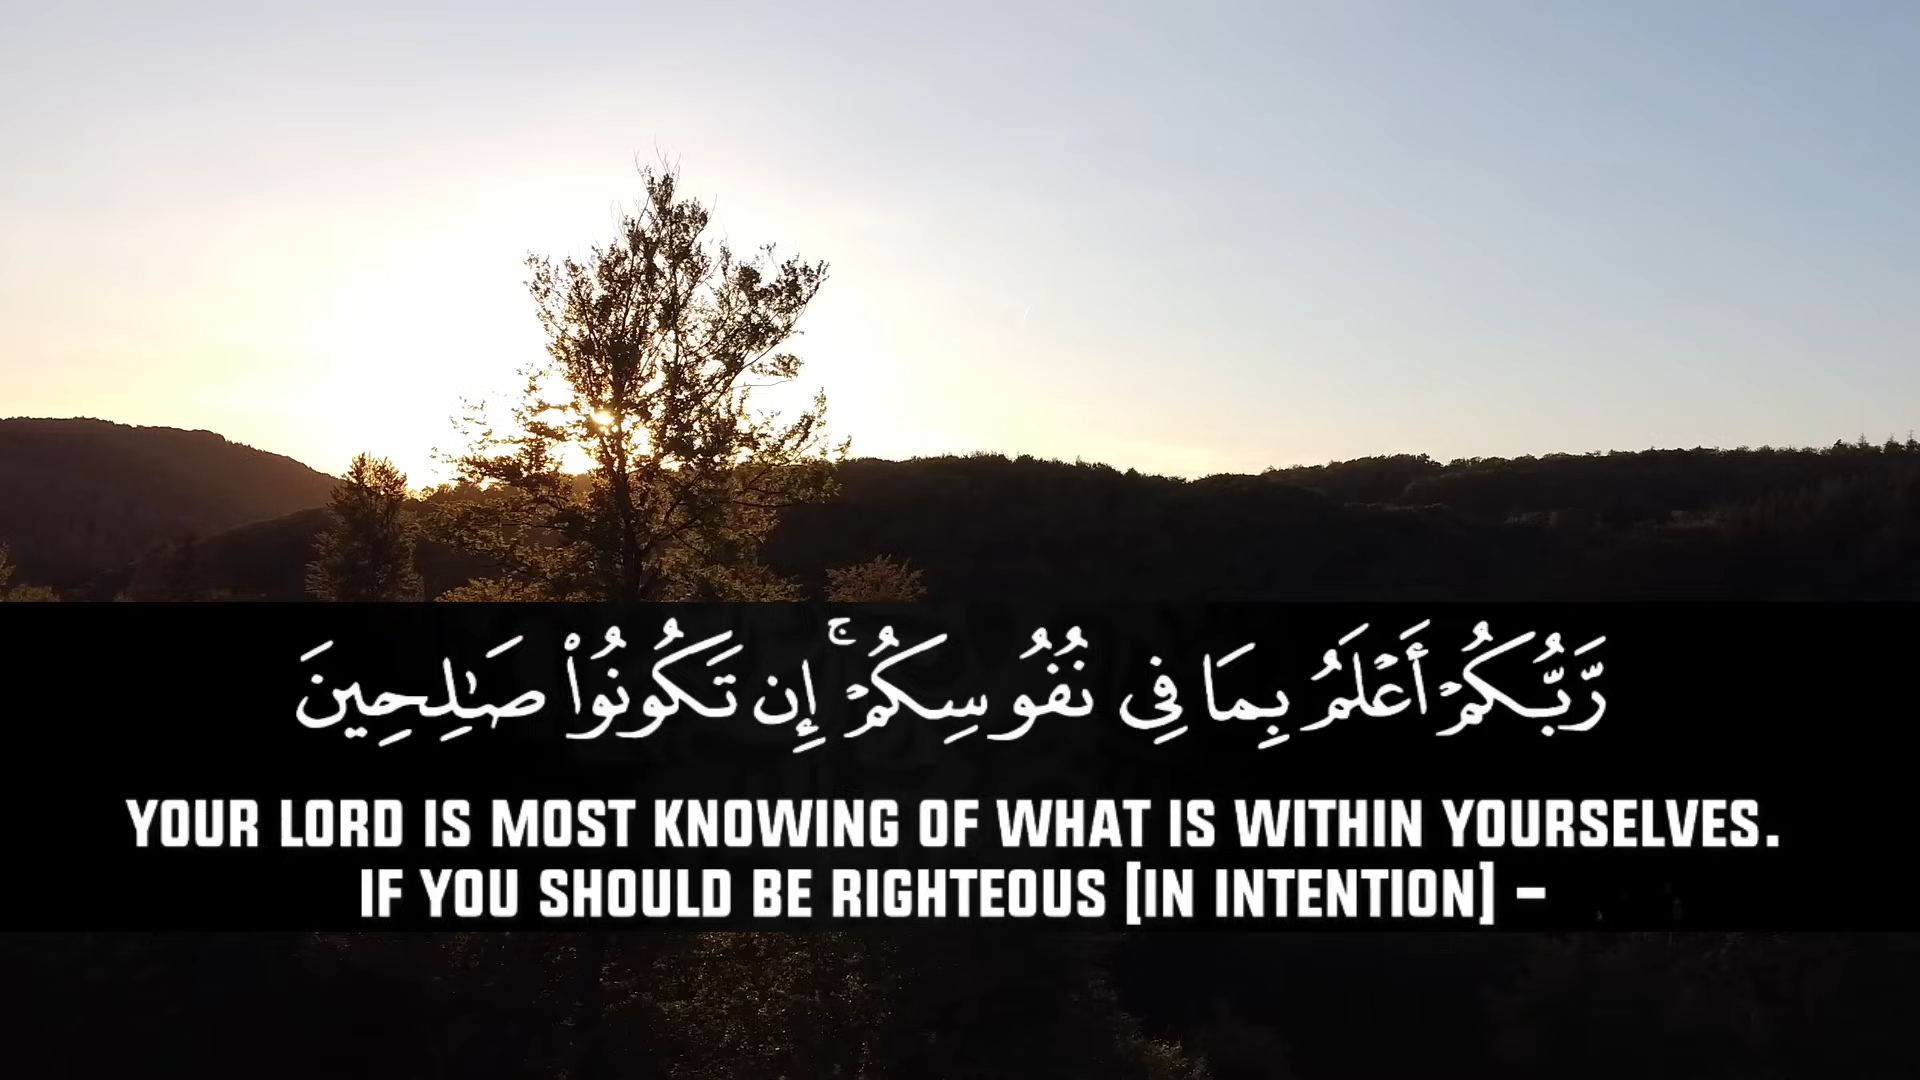 رَّبُّكُمْ أَعْلَمُ بِمَا فِى نُفُوسِكُمْ ۚ إِن تَكُونُوا۟ صَـٰلِحِينَ
YOUR LORD IS MOST KNOWING OF WHAT IS WITHIN YOURSELVES.
IF YOU SHOULD BE RIGHTEOUS [IN INTENTION] –